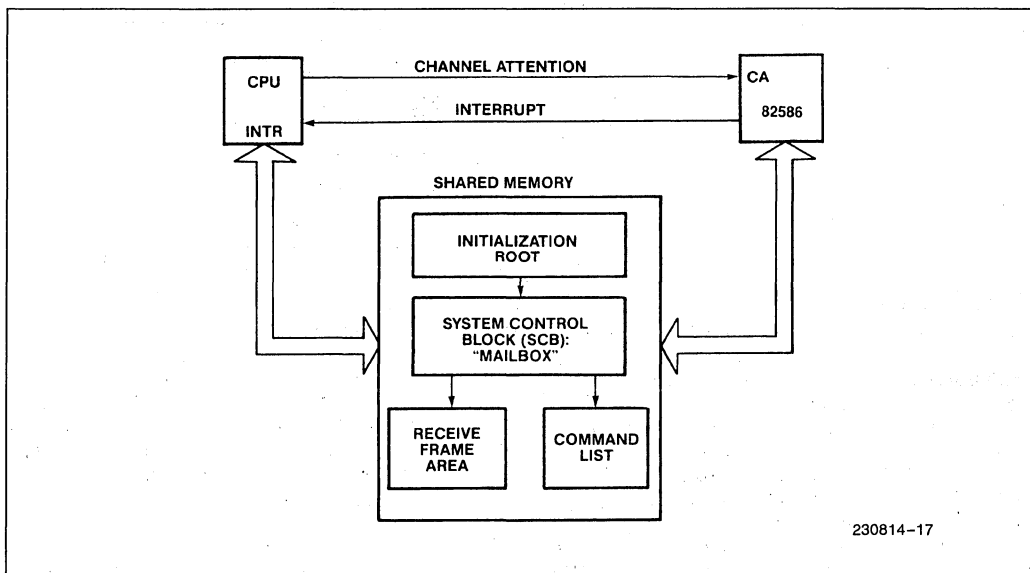 CHANNEL ATTENTION
CPU
CA
82586
INTERRUPT
INTR
SHARED MEMORY
INITIALIZATION
ROOT
SYSTEM CONTROL
BLOCK (SCB):
“MAILBOX”
RECEIVE
FRAME
AREA
COMMAND
LIST
230814–17